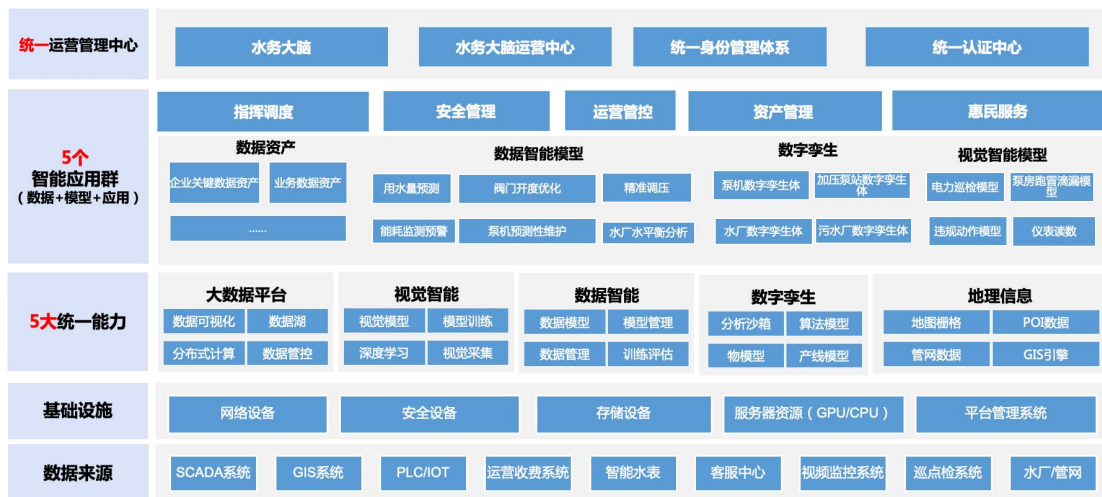 统一运营管理中心
水务大脑
水务大脑运营中心
统一身份管理体系
统一认证中心
5个
智能应用群
（数据+模型+应用）
指挥调度
安全管理
运营管控
资产管理
惠民服务
数据资产
企业关键数据资产
业务数据资产
......
数据智能模型
用水量预测
阀门开度优化
精准调压
能耗监测预警
泵机预测性维护
水厂水平衡分析
数字孪生
泵机数字孪生体
加压泵站数字孪生
体
水厂数字孪生体
污水厂数字孪生体
视觉智能模型
电力巡检模型
泵房跑冒滴漏模
型
违规动作模型
仪表读数
5大统一能力
大数据平台
数据可视化
数据湖
分布式计算
数据管控
视觉智能
视觉模型
模型训练
深度学习
视觉采集
数据智能
数据模型
模型管理
数据管理
训练评估
数字孪生
分析沙箱
算法模型
物模型
产线模型
地理信息
地图栅格
POI数据
管网数据
GIS引擎
基础设施
网络设备
安全设备
存储设备
服务器资源（GPU/CPU）
平台管理系统
数据来源
SCADA系统
GIS系统
PLC/IOT
运营收费系统
智能水表
客服中心
视频监控系统
巡点检系统
水厂/管网